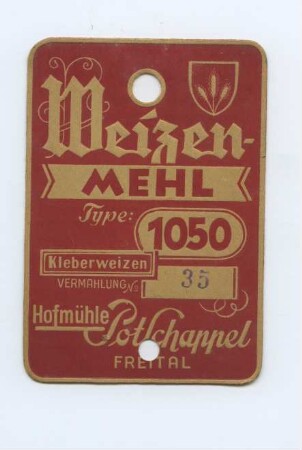 Weizen-
MEHL
Type: 1050
Kleberweizen
VERMAHLUNG No 35
Hofmühle
Potschappel
FREITAL